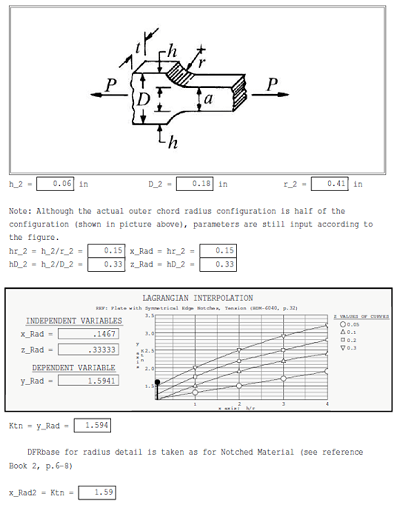 t h r
P D a P
h
h_2 = 0.06 in D_2 = 0.18 in r_2 = 0.41 in
Note: Although the actual outer chord radius configuration is half of the
configuration (shown in picture above), parameters are still input according to
the figure.
hr_2 = h_2/r_2 = 0.15 x_Rad = hr_2 = 0.15
hD_2 = h_2/D_2 = 0.33 z_Rad = hD_2 = 0.33
LAGRANGIAN INTERPOLATION
REF: Plate with Symmetrical Edge Notches, Tension (BDM-6040, p.32)
INDEPENDENT VARIABLES
x_Rad = .1467
z_Rad = .33333
DEPENDENT VARIABLE
y_Rad = 1.5941
3.5
3.0
2.5
2.0
1.5
1 2 3 4
x axis: h/r
Z VALUES OF CURVES
0.05
0.1
0.2
0.3
Ktn = y_Rad = 1.594
DFRbase for radius detail is taken as for Notched Material (see reference
Book 2, p.6-8)
x_Rad2 = Ktn = 1.59